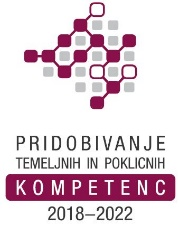 PRIDOBIVANJE
TEMELJNIH IN POKLICNIH
KOMPETENC
2018–2022